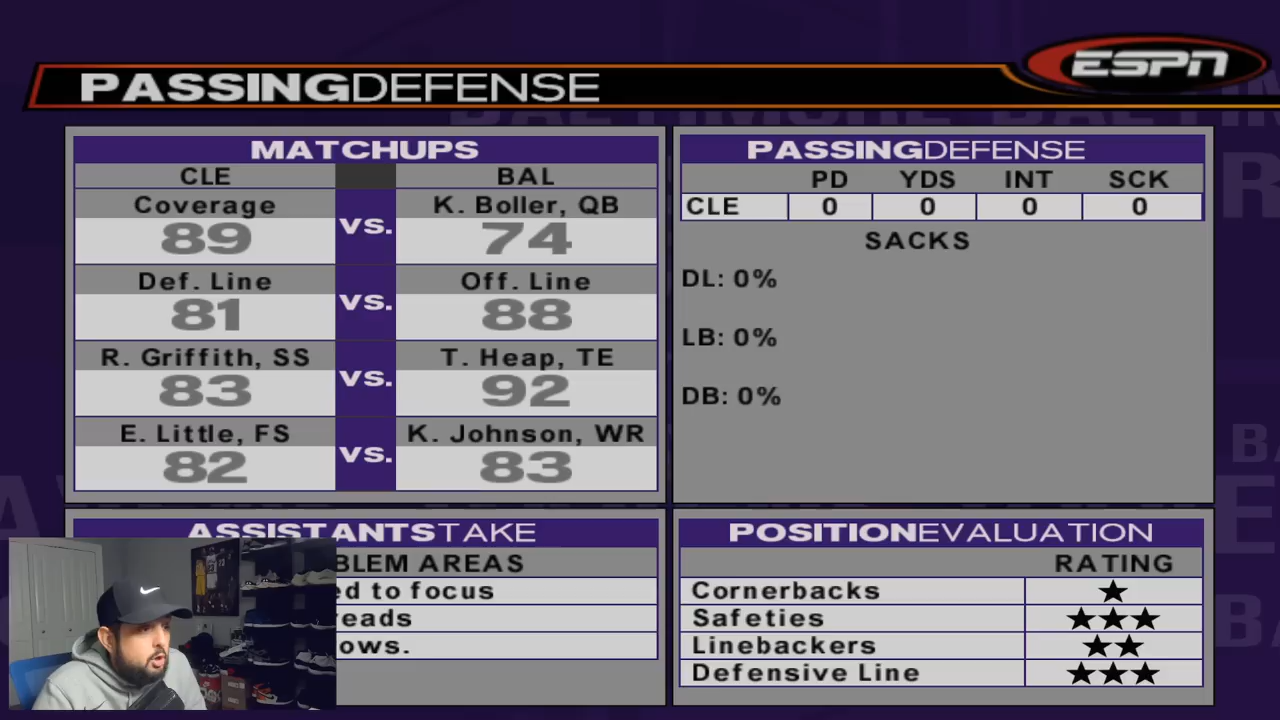 ESPN
PASSINGDEFENSE
MATCHUPS
CLE BAL
Coverage VS. K. Boller, QB
89 74
Def. Line VS. Off. Line
81 88
R. Griffith, SS VS. T. Heap, TE
83 92
E. Little, FS VS. K. Johnson, WR
82 83
PASSINGDEFENSE
PD YDS INT SCK
CLE 0 0 0 0
SACKS
DL: 0%
LB: 0%
DB: 0%
ASSISTANTSTAKE
BLEM AREAS
ed to focus
reads
ows.
POSITIONEVALUATION
RATING
Cornerbacks ★
Safeties ★★★
Linebackers ★★
Defensive Line ★★★